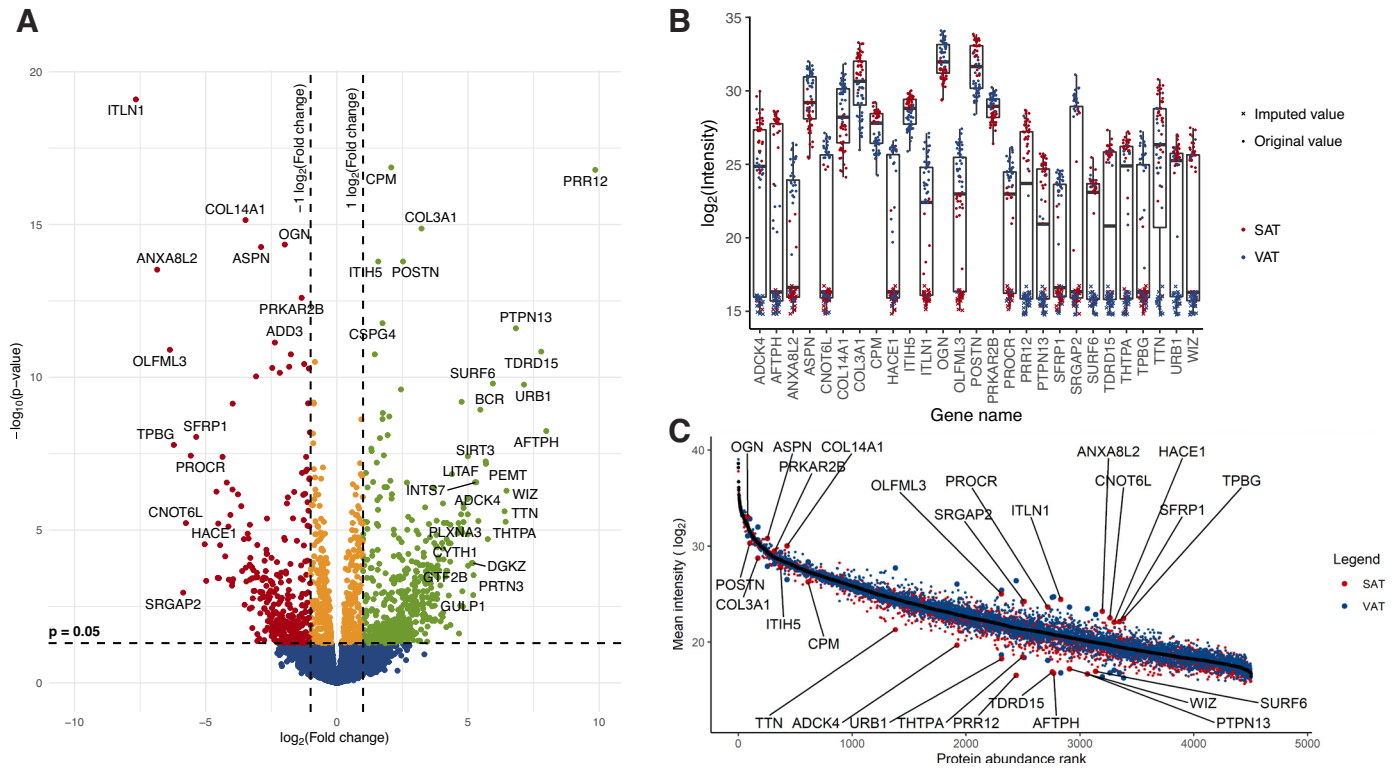 A
20
15
10
5
0
−10
−5
0
5
10
−log10(p−value)
log2(Fold change)
−1 log2(Fold change)
1 log2(Fold change)
p = 0.05
ITLN1
CPM
PRR12
COL14A1
COL3A1
OGN
ASPN
ANXA8L2
ITIH5
POSTN
PRKAR2B
CSPG4
PTPN13
ADD3
OLFML3
TDRD15
SURF6
URB1
BCR
AFTPH
SFRP1
TPBG
PROCR
SIRT3
LITAF
PEMT
INTS7
ADCK4
WIZ
CNOT6L
TTN
HACE1
PLXNA3
THTPA
CYTH1
DGKZ
GTF2B
PRTN3
SRGAP2
GULP1
B
35
30
25
20
15
log2(Intensity)
ADCK4
AFTPH
ANXA8L2
ASPN
CNOT6L
COL14A1
COL3A1
CPM
HACE1
ITIH5
ITLN1
OGN
OLFML3
POSTN
PRKAR2B
PROCR
PRR12
PTPN13
SFRP1
SRGAP2
SURF6
TDRD15
THTPA
TPBG
TTN
URB1
WIZ
Gene name
Imputed value
Original value
SAT
VAT
C
40
30
20
Mean intensity ( log2)
0
1000
2000
3000
4000
5000
Protein abundance rank
OGN
ASPN
COL14A1
PRKAR2B
ANXA8L2
HACE1
OLFML3
PROCR
CNOT6L
TPBG
SRGAP2
ITLN1
SFRP1
POSTN
COL3A1
ITIH5
CPM
TDRD15
WIZ
SURF6
TTN
ADCK4
URB1
THTPA
PRR12
AFTPH
PTPN13
Legend
SAT
VAT